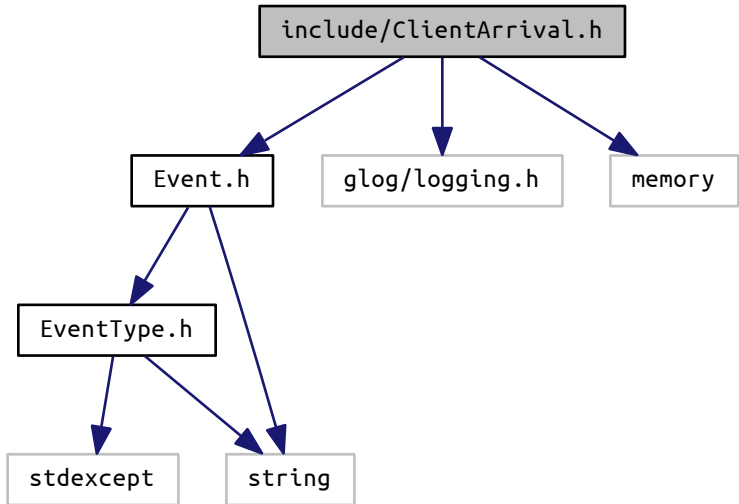 include/ClientArrival.h
Event.h
glog/logging.h
memory
EventType.h
stdexcept
string